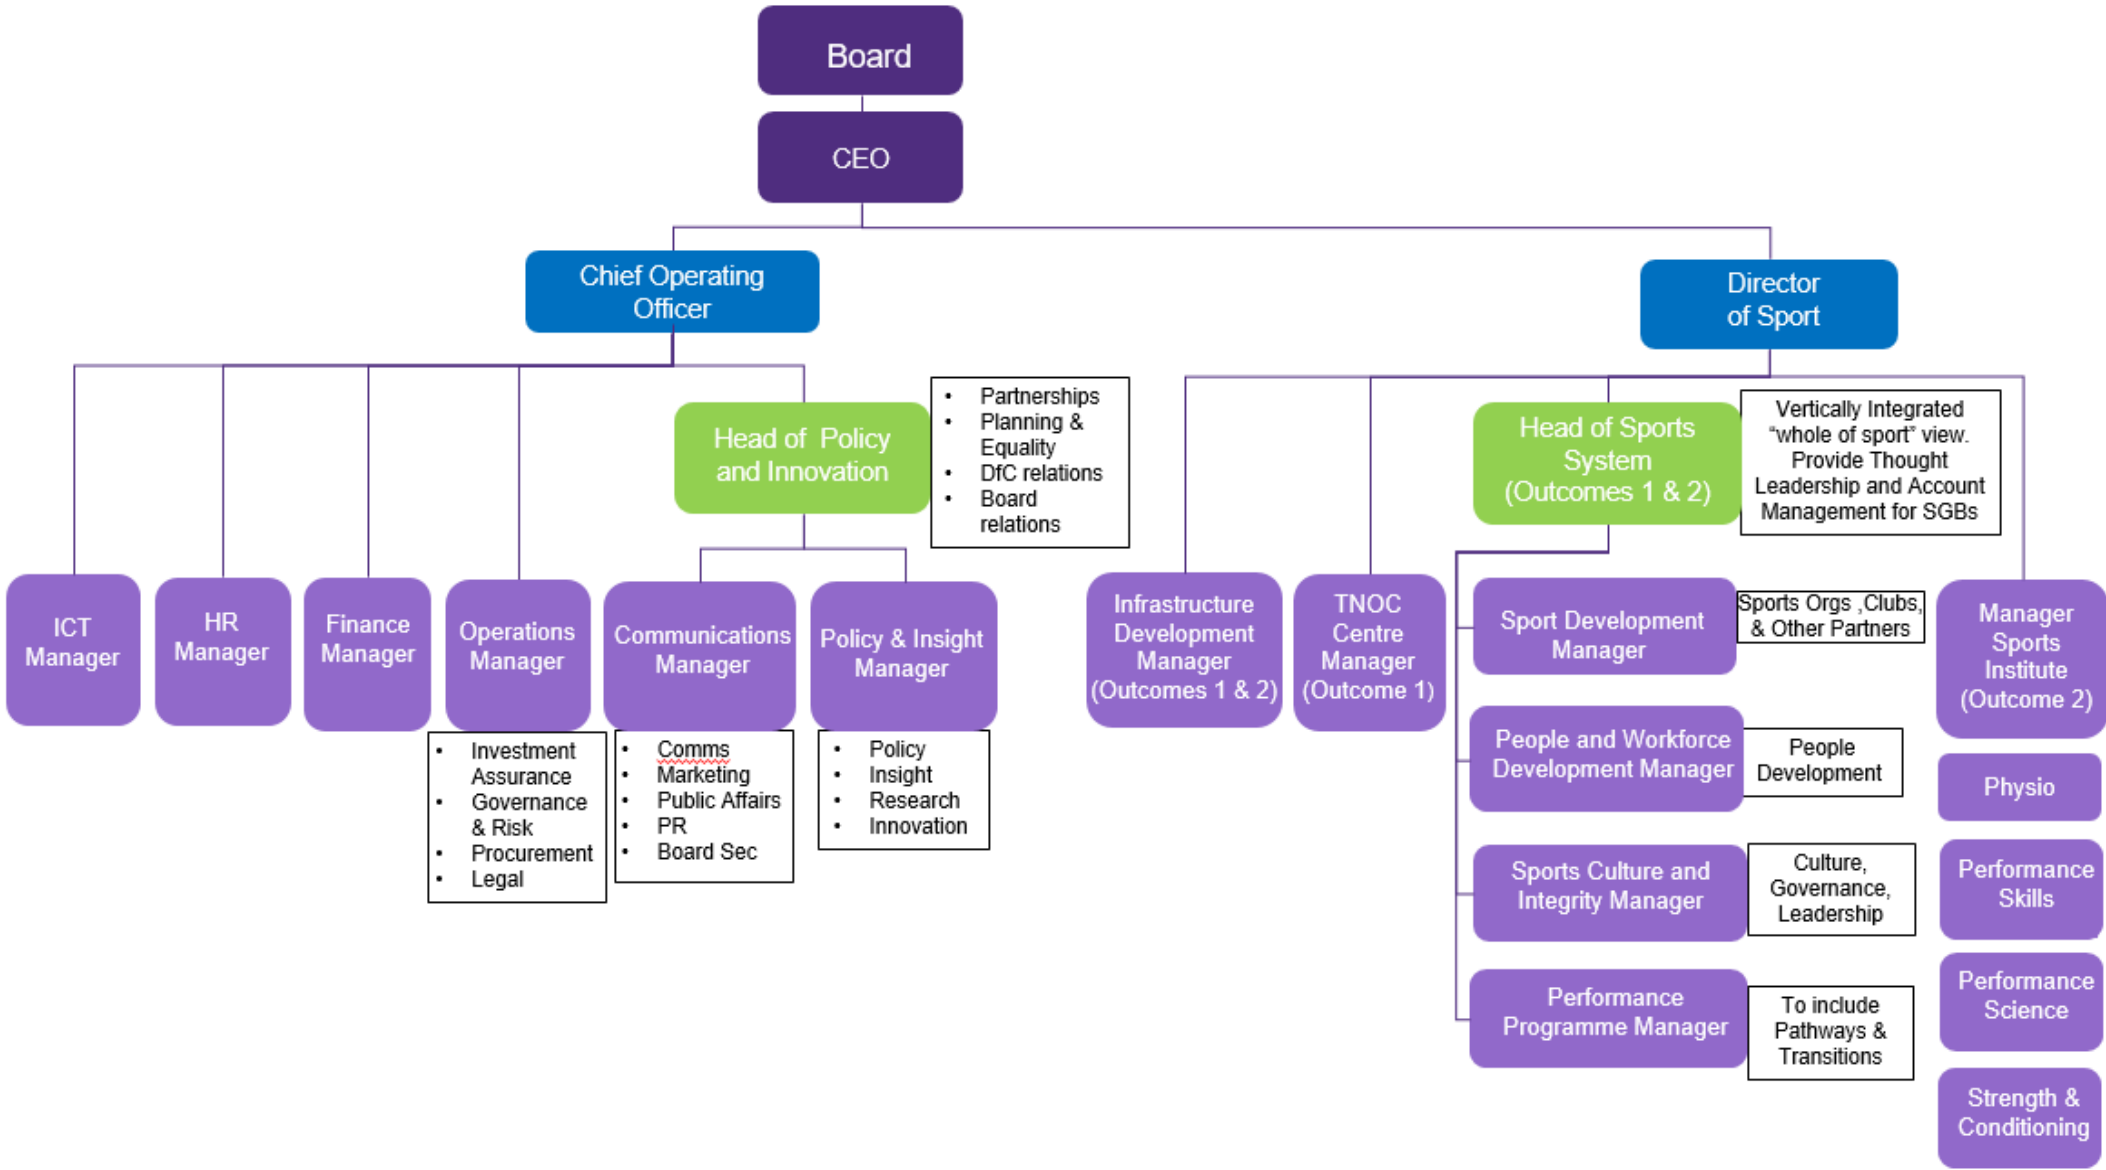 Board
CEO
Chief Operating
Officer
Director
of Sport
Head of Policy
and Innovation
• Partnerships
• Planning &
Equality
• DfC relations
• Board
relations
Head of Sports
System
(Outcomes 1 & 2)
Vertically Integrated
“whole of sport” view.
Provide Thought
Leadership and Account
Management for SGBs
ICT
Manager
HR
Manager
Finance
Manager
Operations
Manager
• Investment
Assurance
• Governance
& Risk
• Procurement
• Legal
Communications
Manager
• Comms
• Marketing
• Public Affairs
• PR
• Board Sec
Policy & Insight
Manager
• Policy
• Insight
• Research
• Innovation
Infrastructure
Development
Manager
(Outcomes 1 & 2)
TNOC
Centre
Manager
(Outcome 1)
Sport Development
Manager
Sports Orgs ,Clubs,
& Other Partners
People and Workforce
Development Manager
People
Development
Sports Culture and
Integrity Manager
Culture,
Governance,
Leadership
Performance
Programme Manager
To include
Pathways &
Transitions
Manager
Sports
Institute
(Outcome 2)
Physio
Performance
Skills
Performance
Science
Strength &
Conditioning